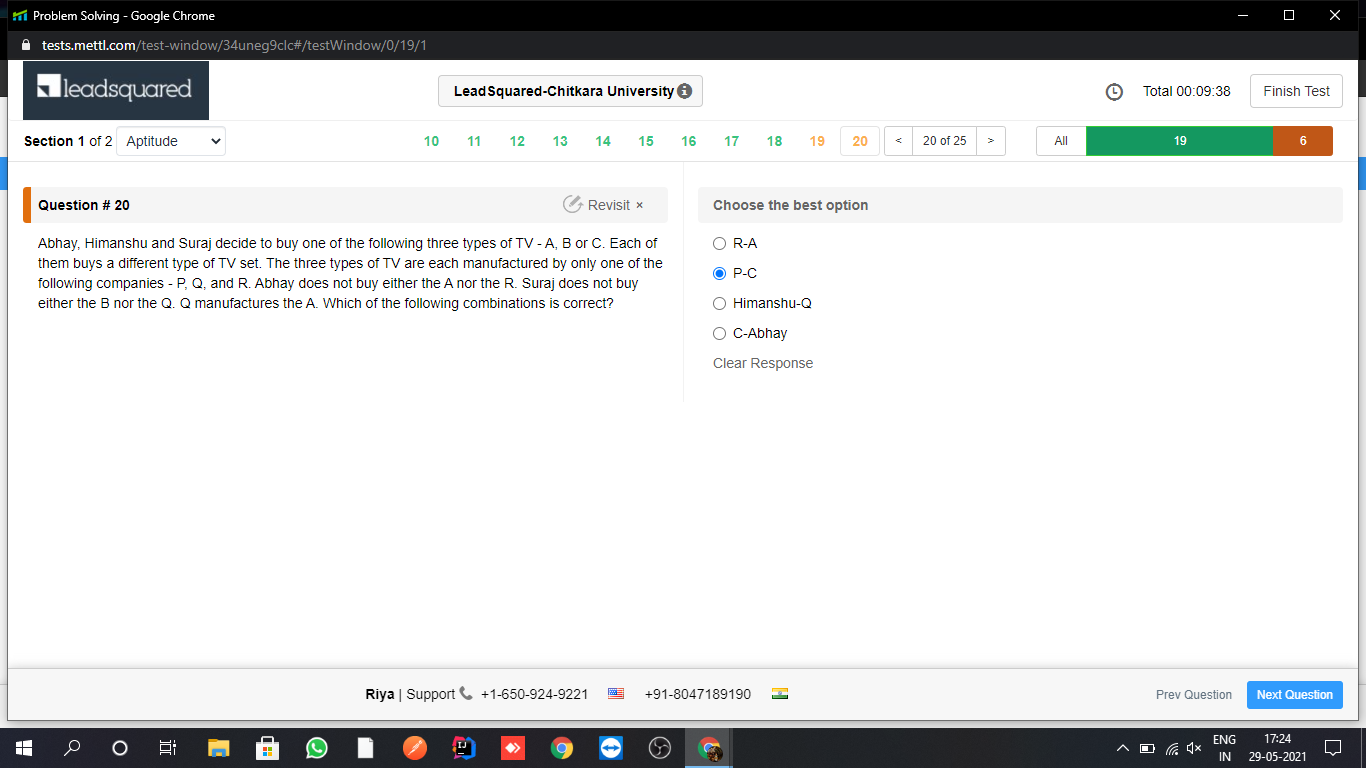 Problem Solving - Google Chrome
tests.mettl.com/test-window/34uneg9clc#/testWindow/0/19/1
leadsquared
LeadSquared-Chitkara University
Total 00:09:38
Finish Test
Section 1 of 2 Aptitude
10 11 12 13 14 15 16 17 18 19 20 < 20 of 25 > All 19 6
Question # 20
Revisit ×
Abhay, Himanshu and Suraj decide to buy one of the following three types of TV - A, B or C. Each of
them buys a different type of TV set. The three types of TV are each manufactured by only one of the
following companies - P, Q, and R. Abhay does not buy either the A nor the R. Suraj does not buy
either the B nor the Q. Q manufactures the A. Which of the following combinations is correct?
Choose the best option
R-A
P-C
Himanshu-Q
C-Abhay
Clear Response
Riya | Support +1-650-924-9221 +91-8047189190
Prev Question
Next Question
ENG
IN
17:24
29-05-2021